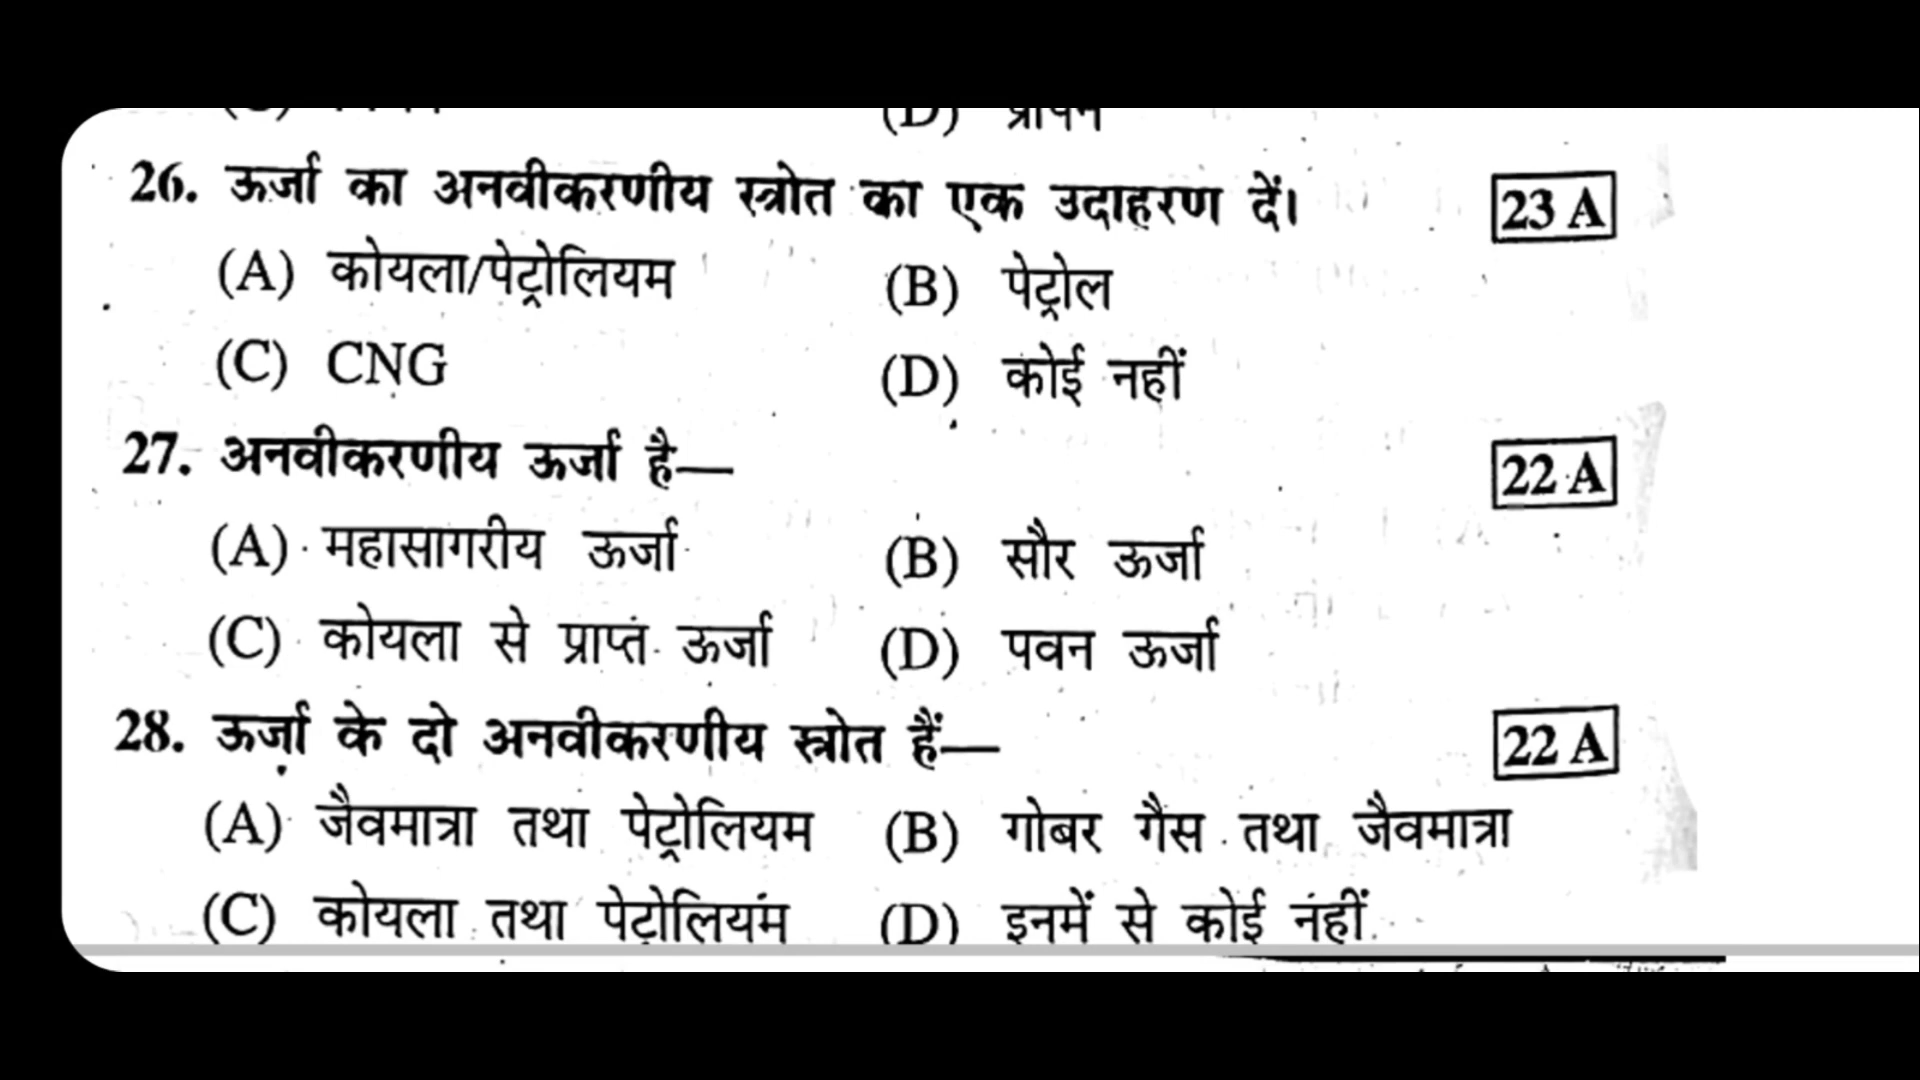 (D) प्रोपेन
26. ऊर्जा का अनवीकरणीय स्त्रोत का एक उदाहरण दें। 23 A
(A) कोयला/पेट्रोलियम (B) पेट्रोल
(C) CNG (D) कोई नहीं
27. अनवीकरणीय ऊर्जा है— 22 A
(A) महासागरीय ऊर्जा (B) सौर ऊर्जा
(C) कोयला से प्राप्त ऊर्जा (D) पवन ऊर्जा
28. ऊर्जा के दो अनवीकरणीय स्त्रोत हैं— 22 A
(A) जैवमात्रा तथा पेट्रोलियम (B) गोबर गैस तथा जैवमात्रा
(C) कोयला तथा पेट्रोलियम (D) इनमें से कोई नहीं